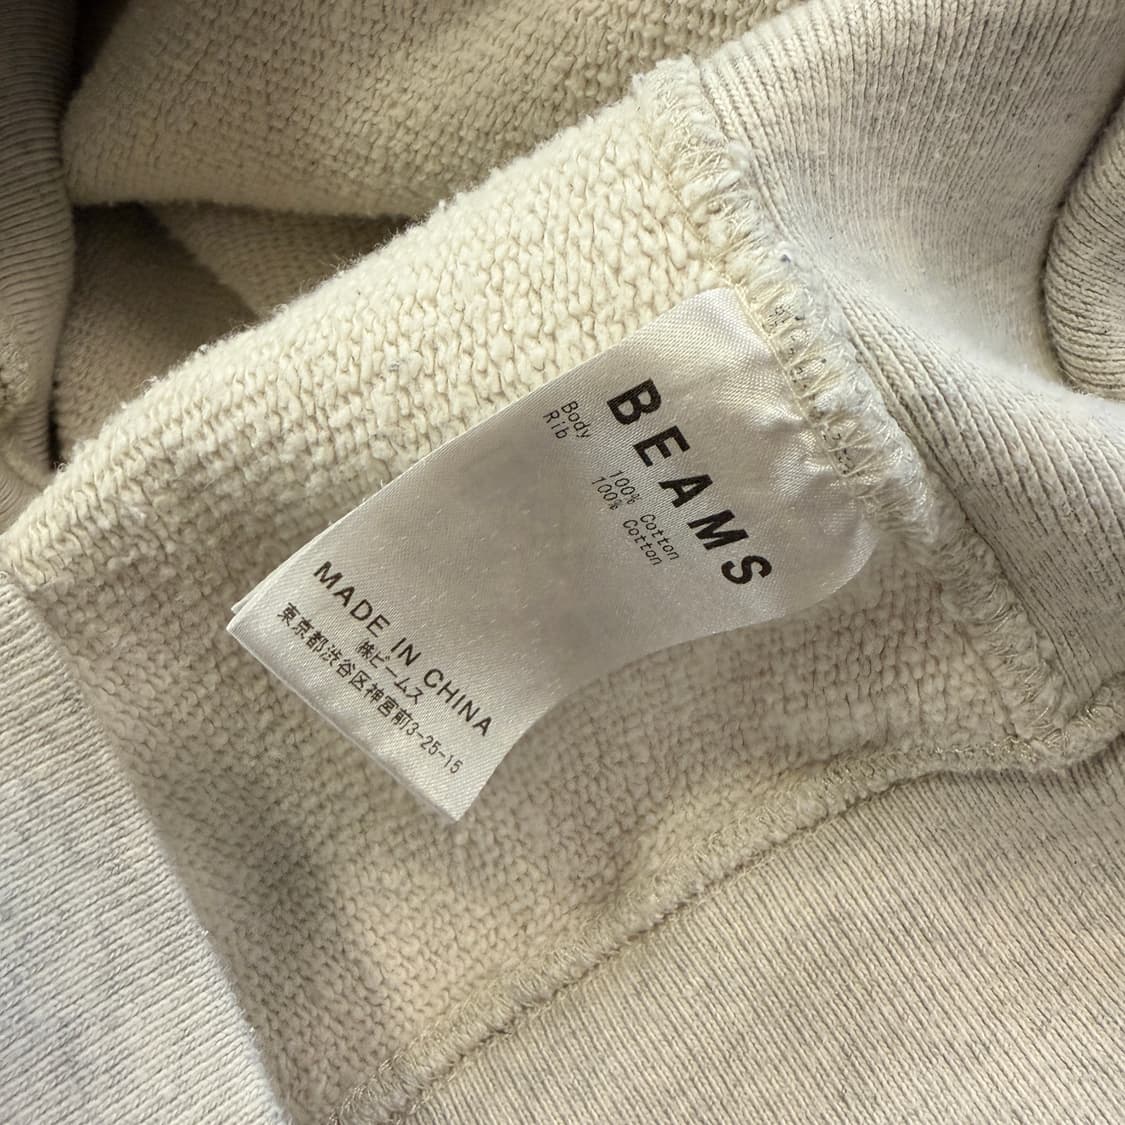 BEAMS
Body 100% Cotton
Rib 100% Cotton
MADE IN CHINA
㈱ビームス
東京都渋谷区神宮前3-25-15